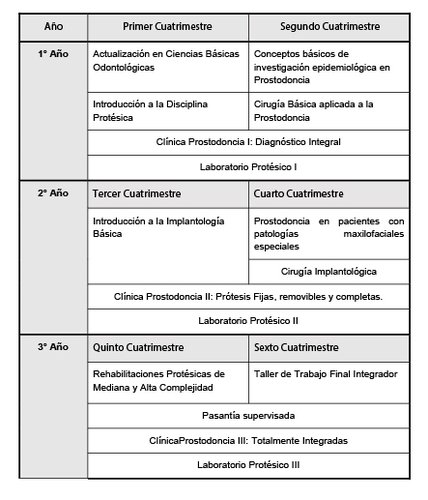 Año Primer Cuatrimestre Segundo Cuatrimestre
1° Año
Actualización en Ciencias Básicas
Odontológicas
Conceptos básicos de
investigación epidemiológica en
Prostodoncia
Introducción a la Disciplina
Protésica
Cirugía Básica aplicada a la
Prostodoncia
Clínica Prostodoncia I: Diagnóstico Integral
Laboratorio Protésico I
2° Año Tercer Cuatrimestre Cuarto Cuatrimestre
Introducción a la Implantología
Básica
Prostodoncia en pacientes con
patologías maxilofaciales
especiales
Cirugía Implantológica
Clínica Prostodoncia II: Prótesis Fijas, removibles y completas.
Laboratorio Protésico II
3° Año Quinto Cuatrimestre Sexto Cuatrimestre
Rehabilitaciones Protésicas de
Mediana y Alta Complejidad
Taller de Trabajo Final Integrador
Pasantía supervisada
ClínicaProstodoncia III: Totalmente Integradas
Laboratorio Protésico III